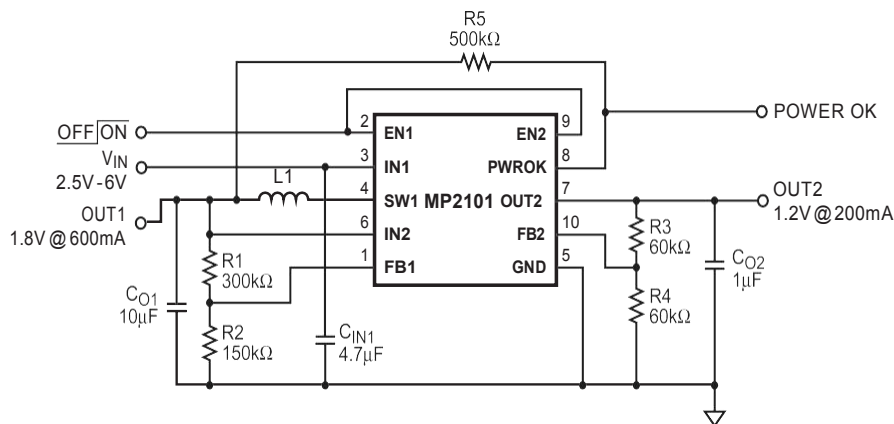 R5
500kΩ
OFF ON
2
EN1
9
EN2
POWER OK
VIN
2.5V-6V
3
IN1
8
PWROK
L1
4
SW1
MP2101
7
OUT2
OUT2
1.2V @ 200mA
OUT1
1.8V @ 600mA
6
IN2
10
FB2
R3
60kΩ
R1
300kΩ
1
FB1
5
GND
CO2
1µF
CO1
10µF
R2
150kΩ
CIN1
4.7µF
R4
60kΩ